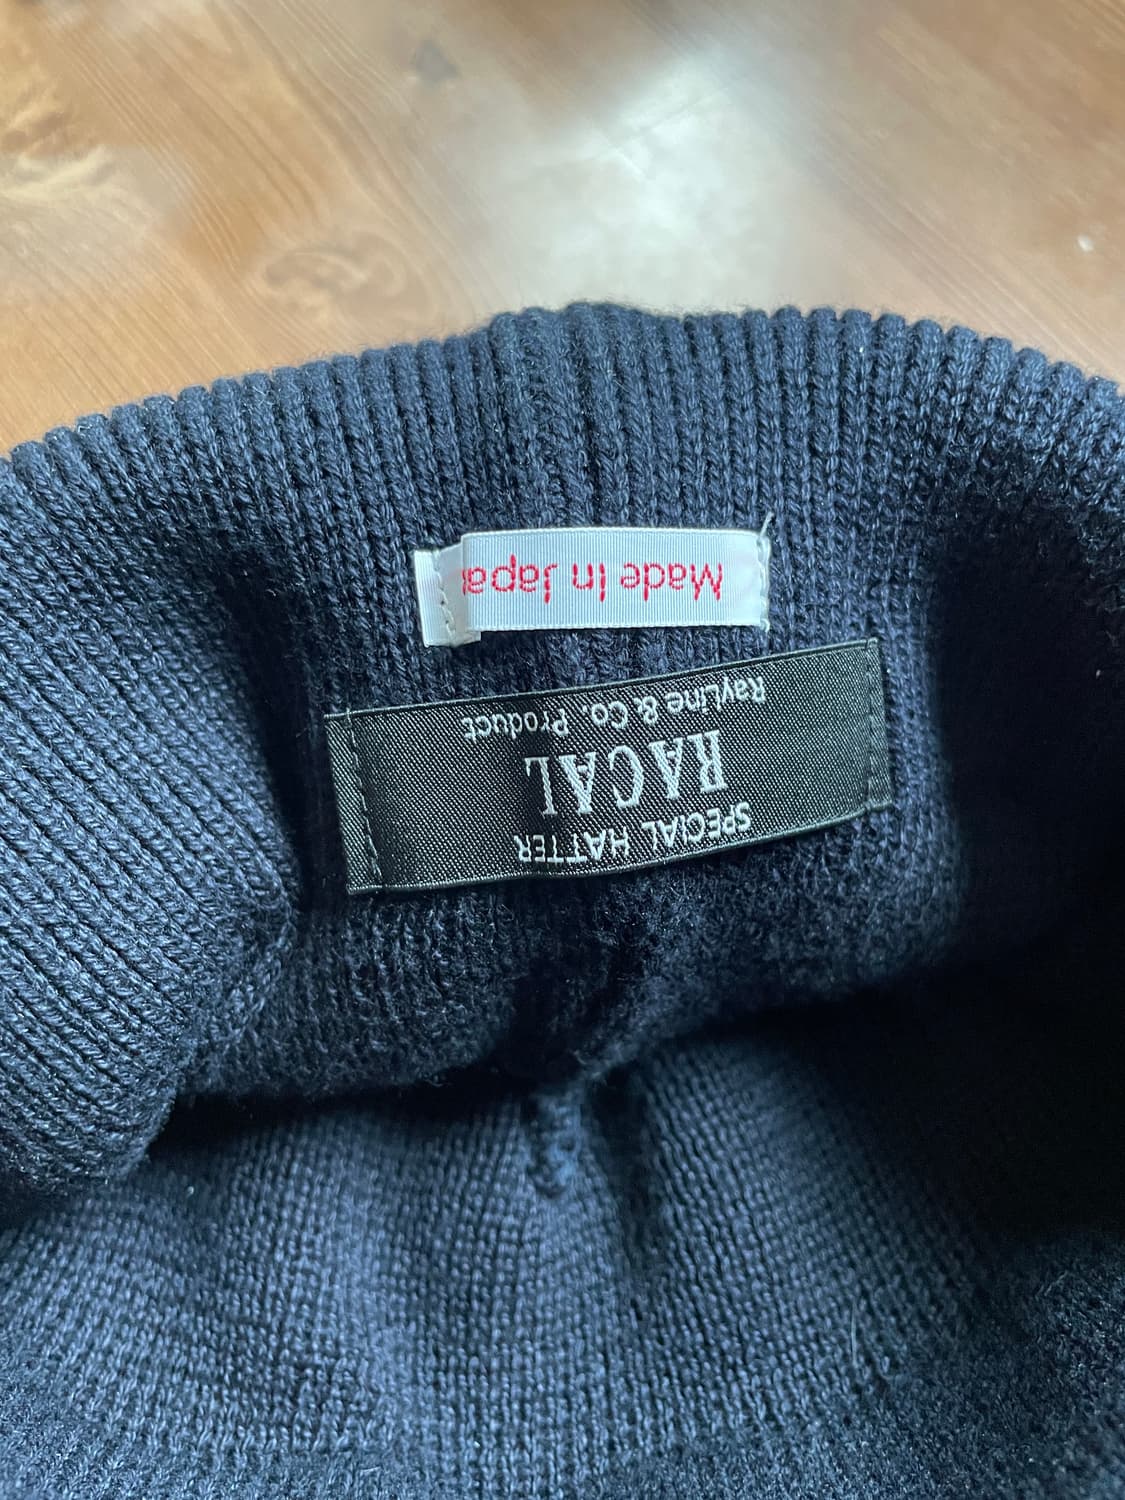 SPECIAL HATTER
RACAL
RayLine & Co. Product
Made In Japa